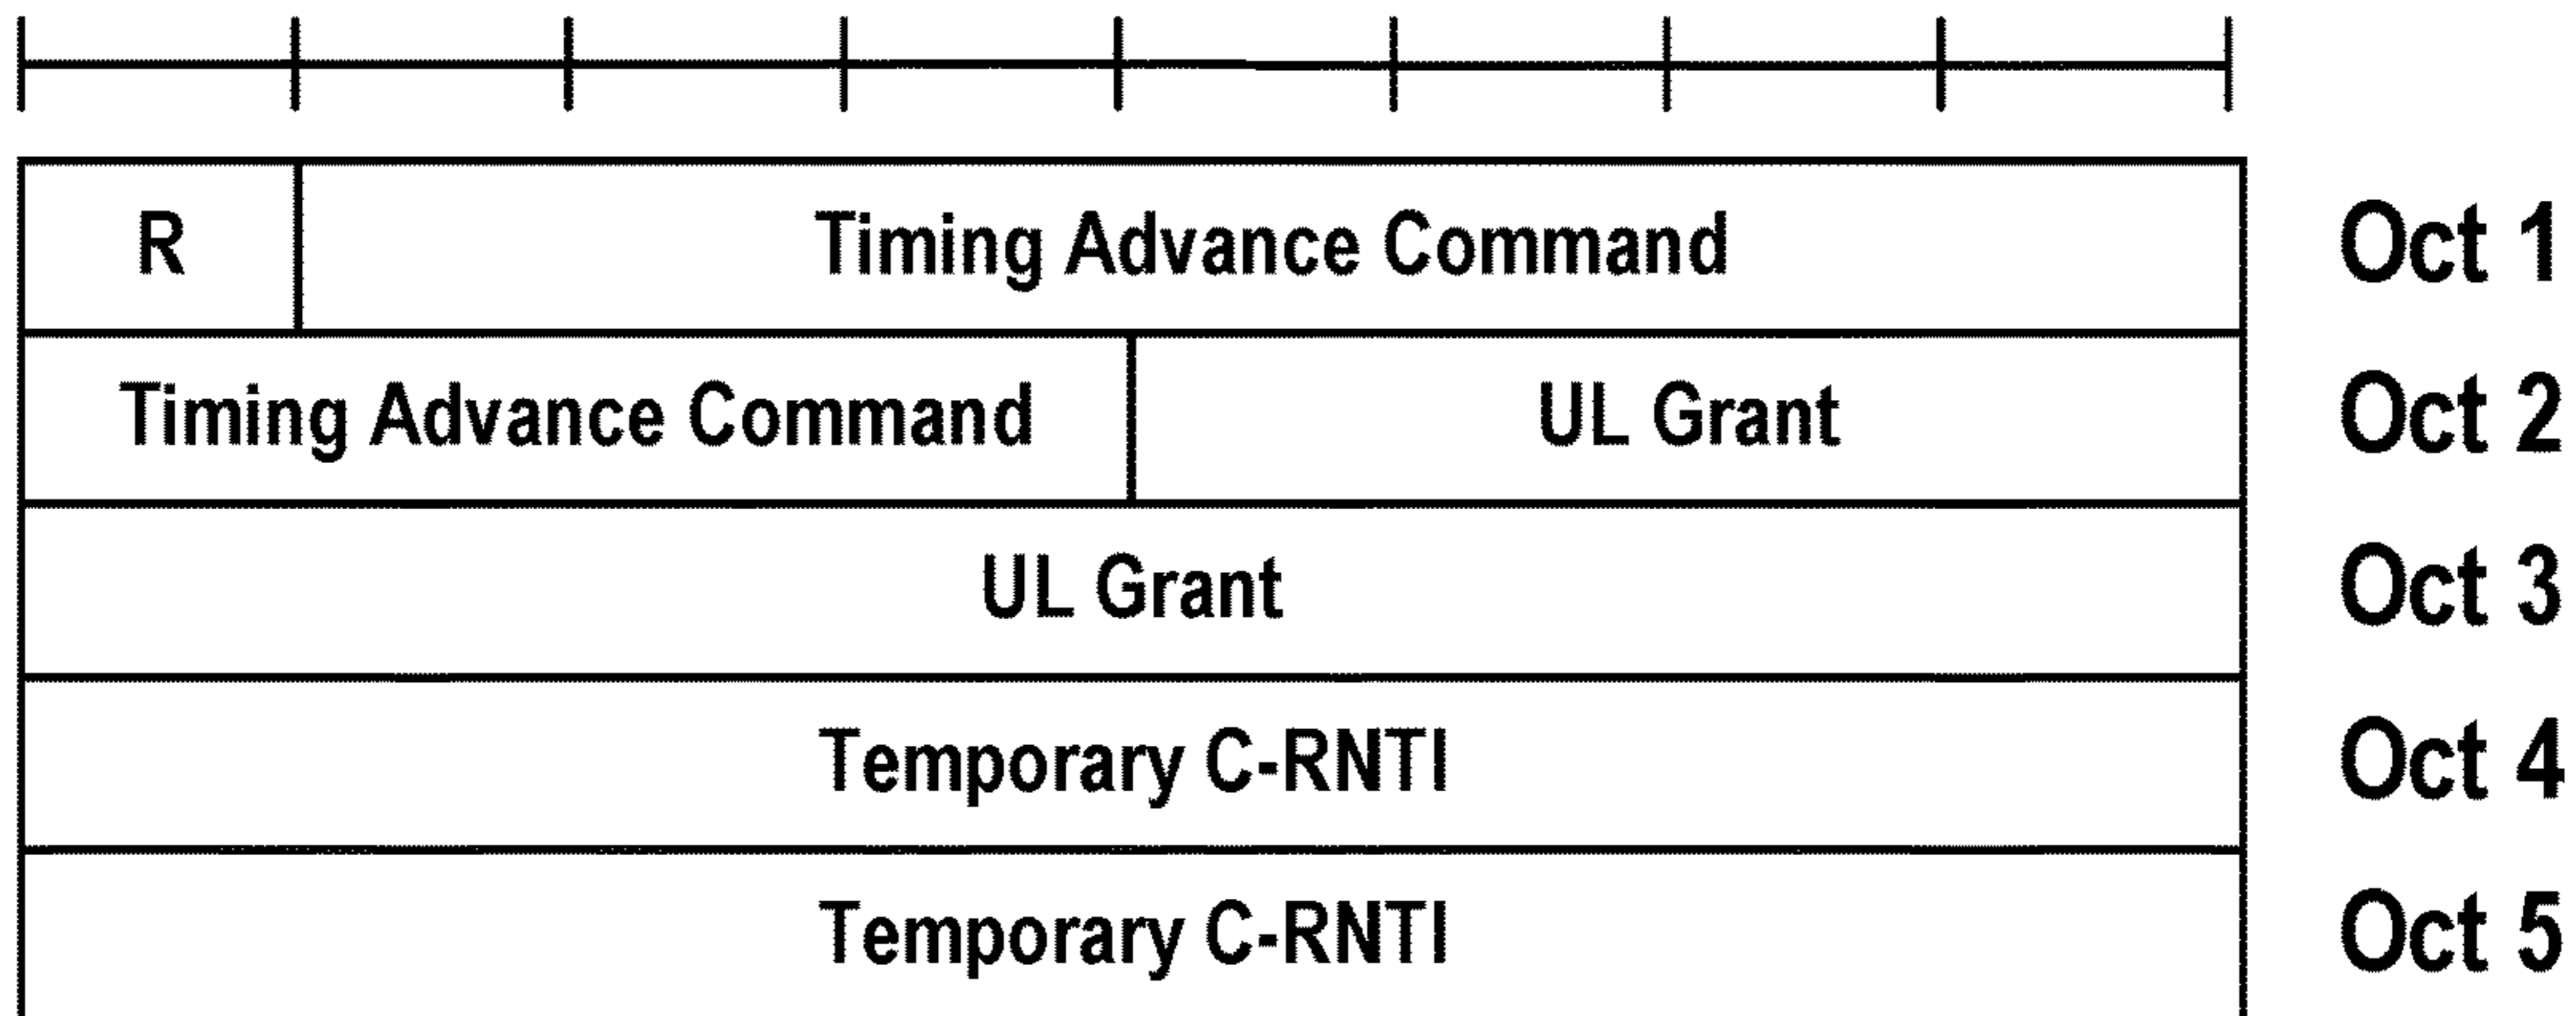 R Timing Advance Command Oct 1
Timing Advance Command UL Grant Oct 2
UL Grant Oct 3
Temporary C-RNTI Oct 4
Temporary C-RNTI Oct 5